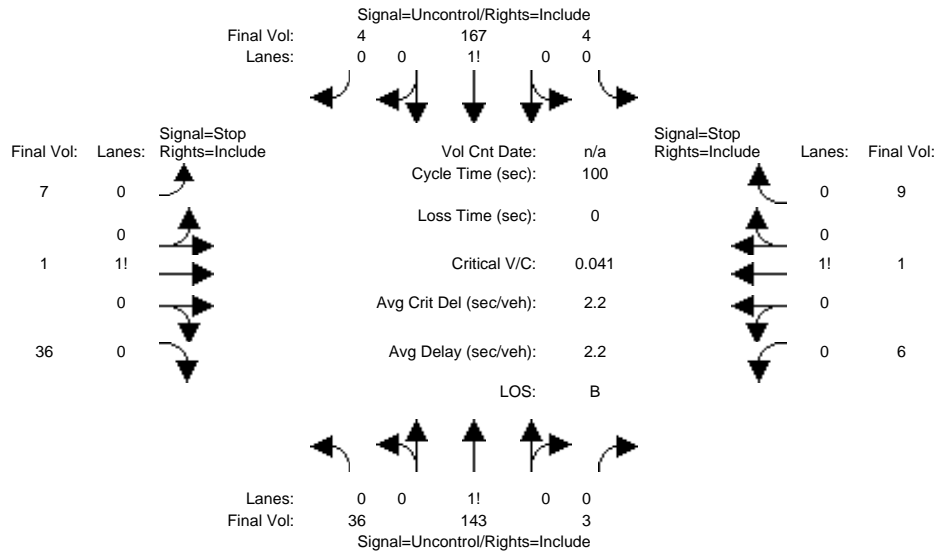 Signal=Uncontrol/Rights=Include
Final Vol: 4 167 4
Lanes: 0 0 1! 0 0
Signal=Stop
Final Vol: Lanes: Rights=Include
Vol Cnt Date: n/a
Signal=Stop
Rights=Include Lanes: Final Vol:
Cycle Time (sec): 100
7 0
0 9
Loss Time (sec): 0
0
0
1 1!
Critical V/C: 0.041
1! 1
0
Avg Crit Del (sec/veh): 2.2
0
36 0
Avg Delay (sec/veh): 2.2
0 6
LOS: B
Lanes: 0 0 1! 0 0
Final Vol: 36 143 3
Signal=Uncontrol/Rights=Include